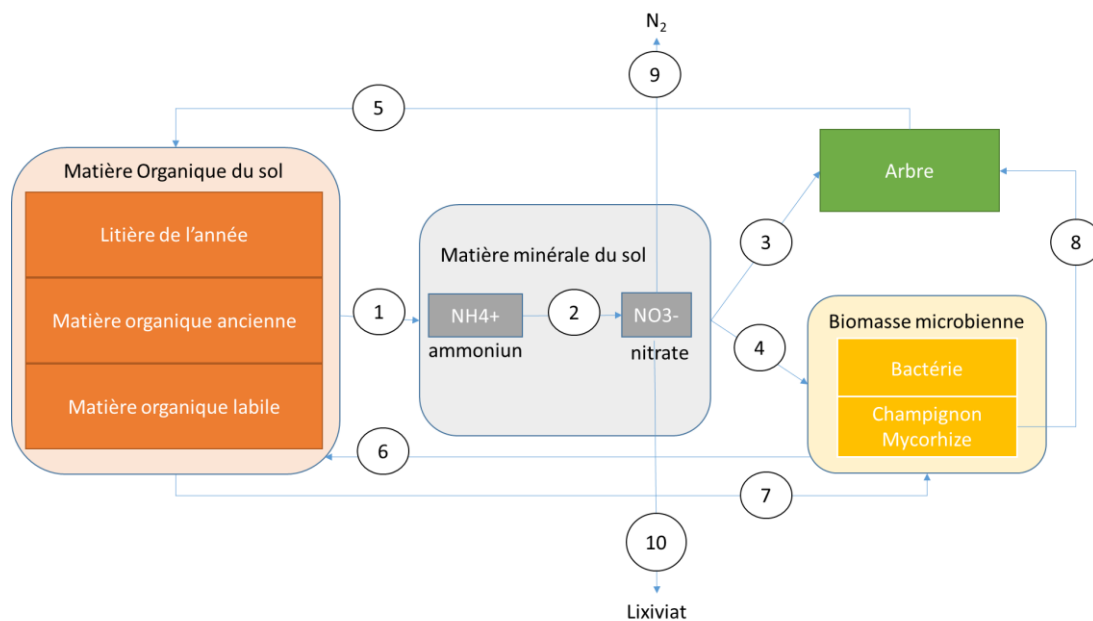 N2
9
5
Matière Organique du sol
Litière de l'année
Matière organique ancienne
Matière organique labile
1
Matière minérale du sol
NH4+
ammoniun
2
NO3-
nitrate
3
4
Arbre
8
Biomasse microbienne
Bactérie
Champignon
Mycorhize
6
7
10
Lixiviat